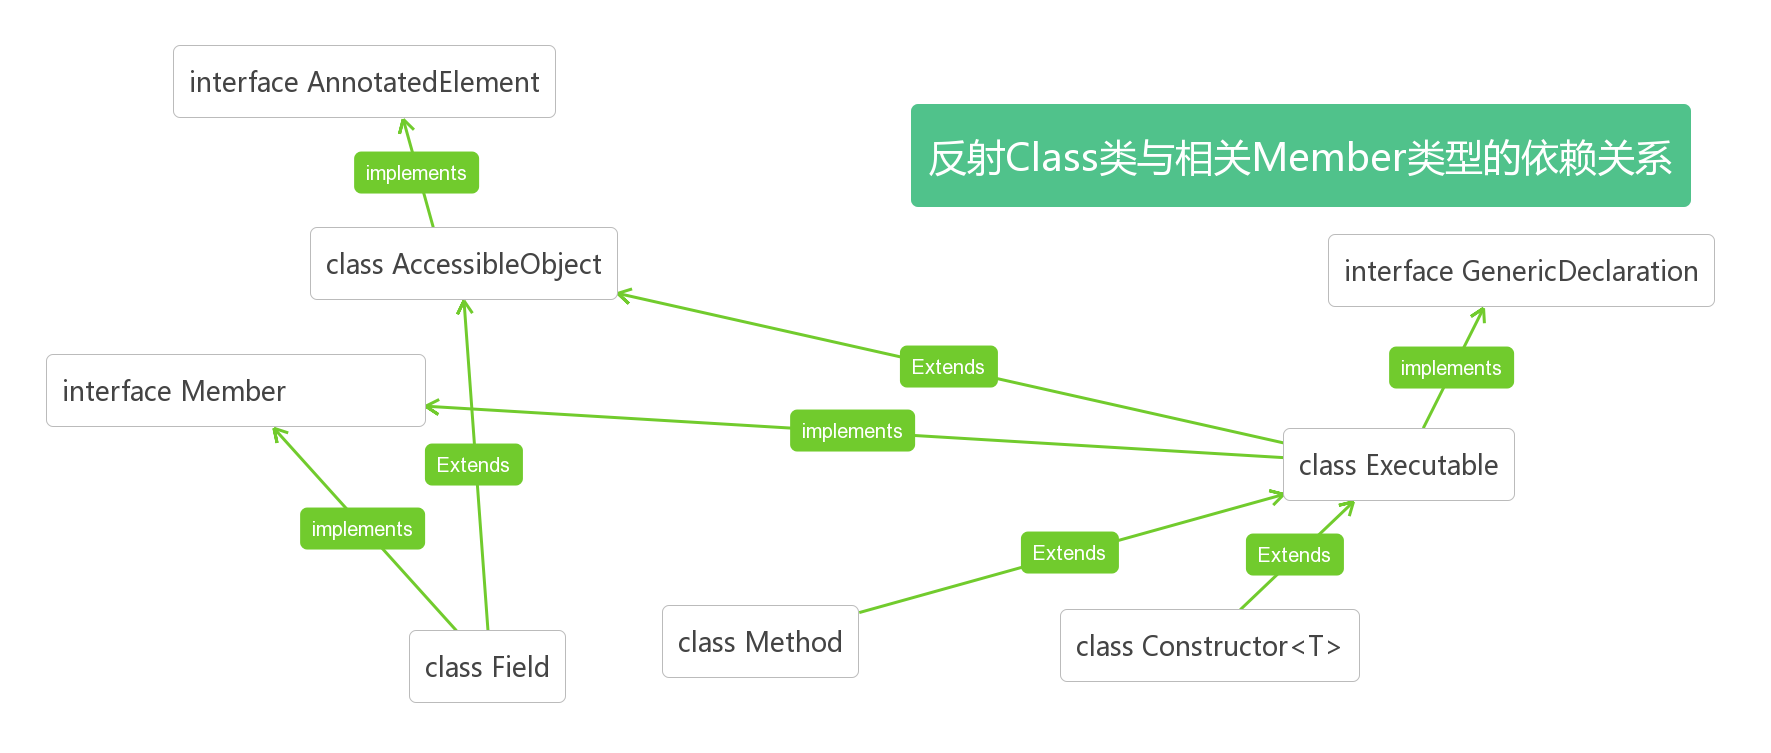 interface AnnotatedElement
反射Class类与相关Member类型的依赖关系
implements
class AccessibleObject
interface GenericDeclaration
Extends
implements
interface Member
implements
Extends
class Executable
implements
Extends
Extends
class Method
class Constructor<T>
class Field